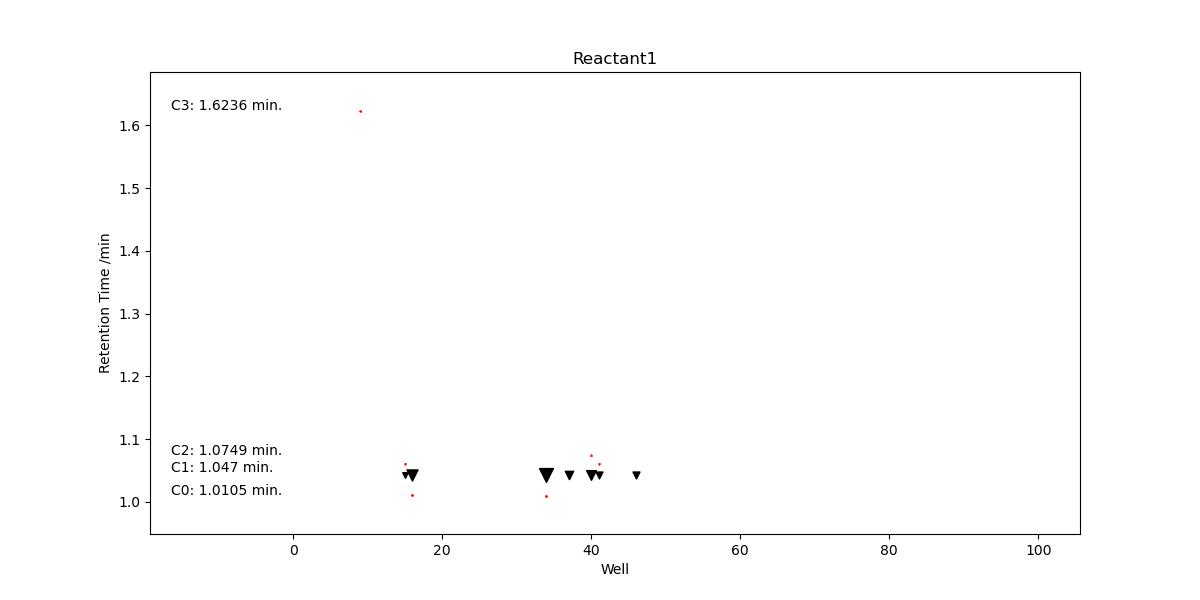 Reactant1
C3: 1.6236 min.
1.6
1.5
1.4
1.3
1.2
1.1
1.0
Retention Time /min
C2: 1.0749 min.
C1: 1.047 min.
C0: 1.0105 min.
0 20 40 60 80 100
Well